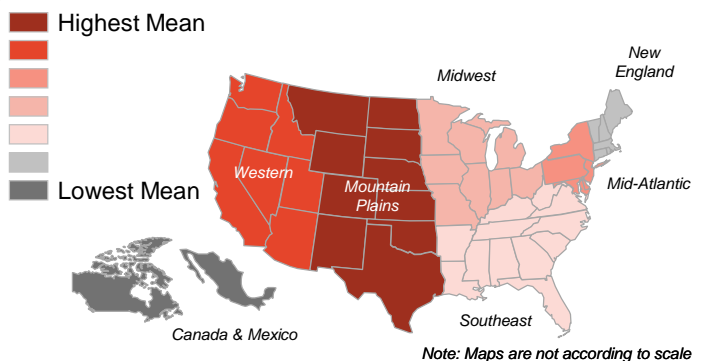 Highest Mean
Lowest Mean
New
England
Midwest
Western
Mountain
Plains
Mid-Atlantic
Southeast
Canada & Mexico
Note: Maps are not according to scale